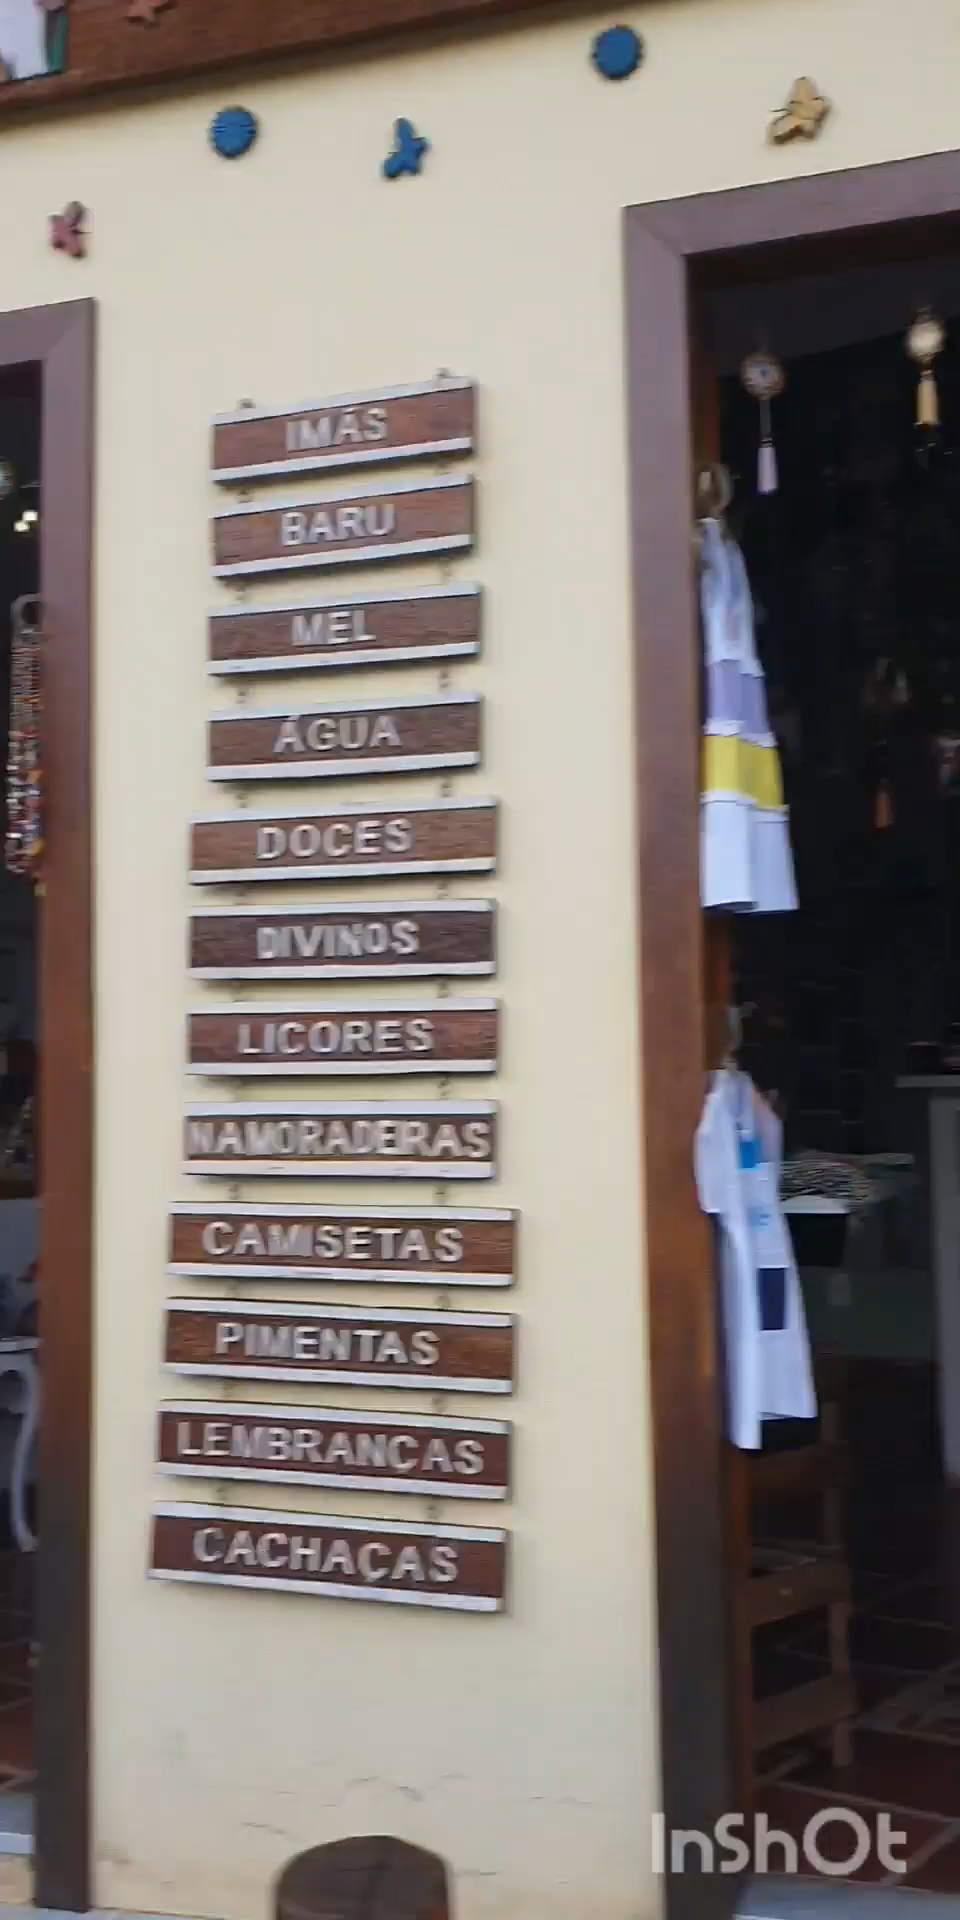 IMÃS
BARU
MEL
ÁGUA
DOCES
DIVINOS
LICORES
NAMORADEIRAS
CAMISETAS
PIMENTAS
LEMBRANÇAS
CACHAÇAS
InShOt